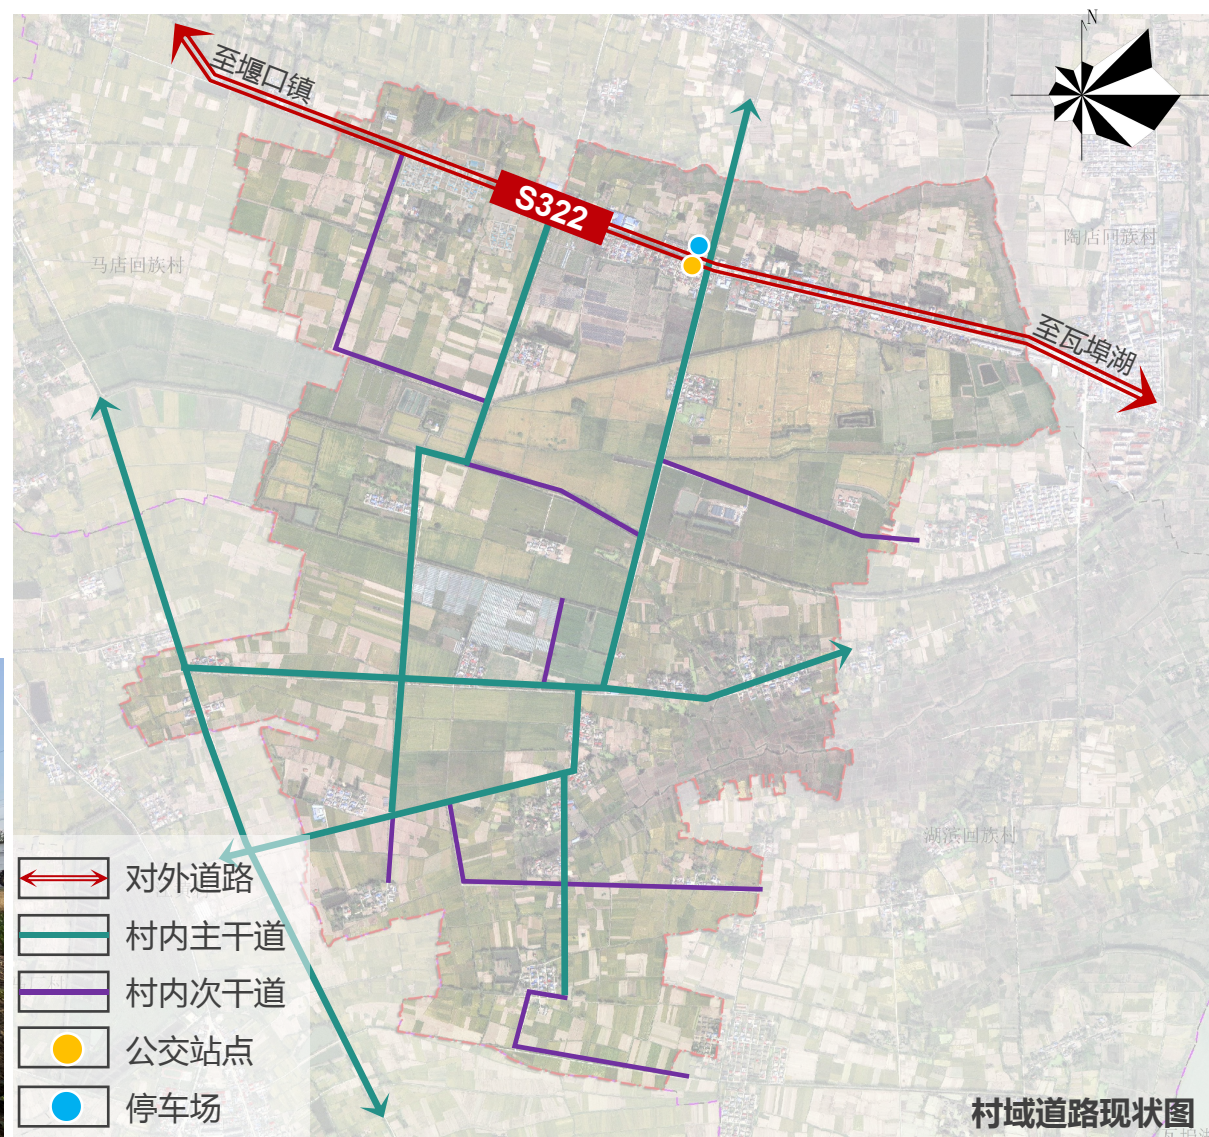 N
至堰口镇
S322
陶店回族村
马店回族村
至瓦埠湖
湖滨回族村
对外道路
村内主干道
村内次干道
公交站点
停车场
村域道路现状图